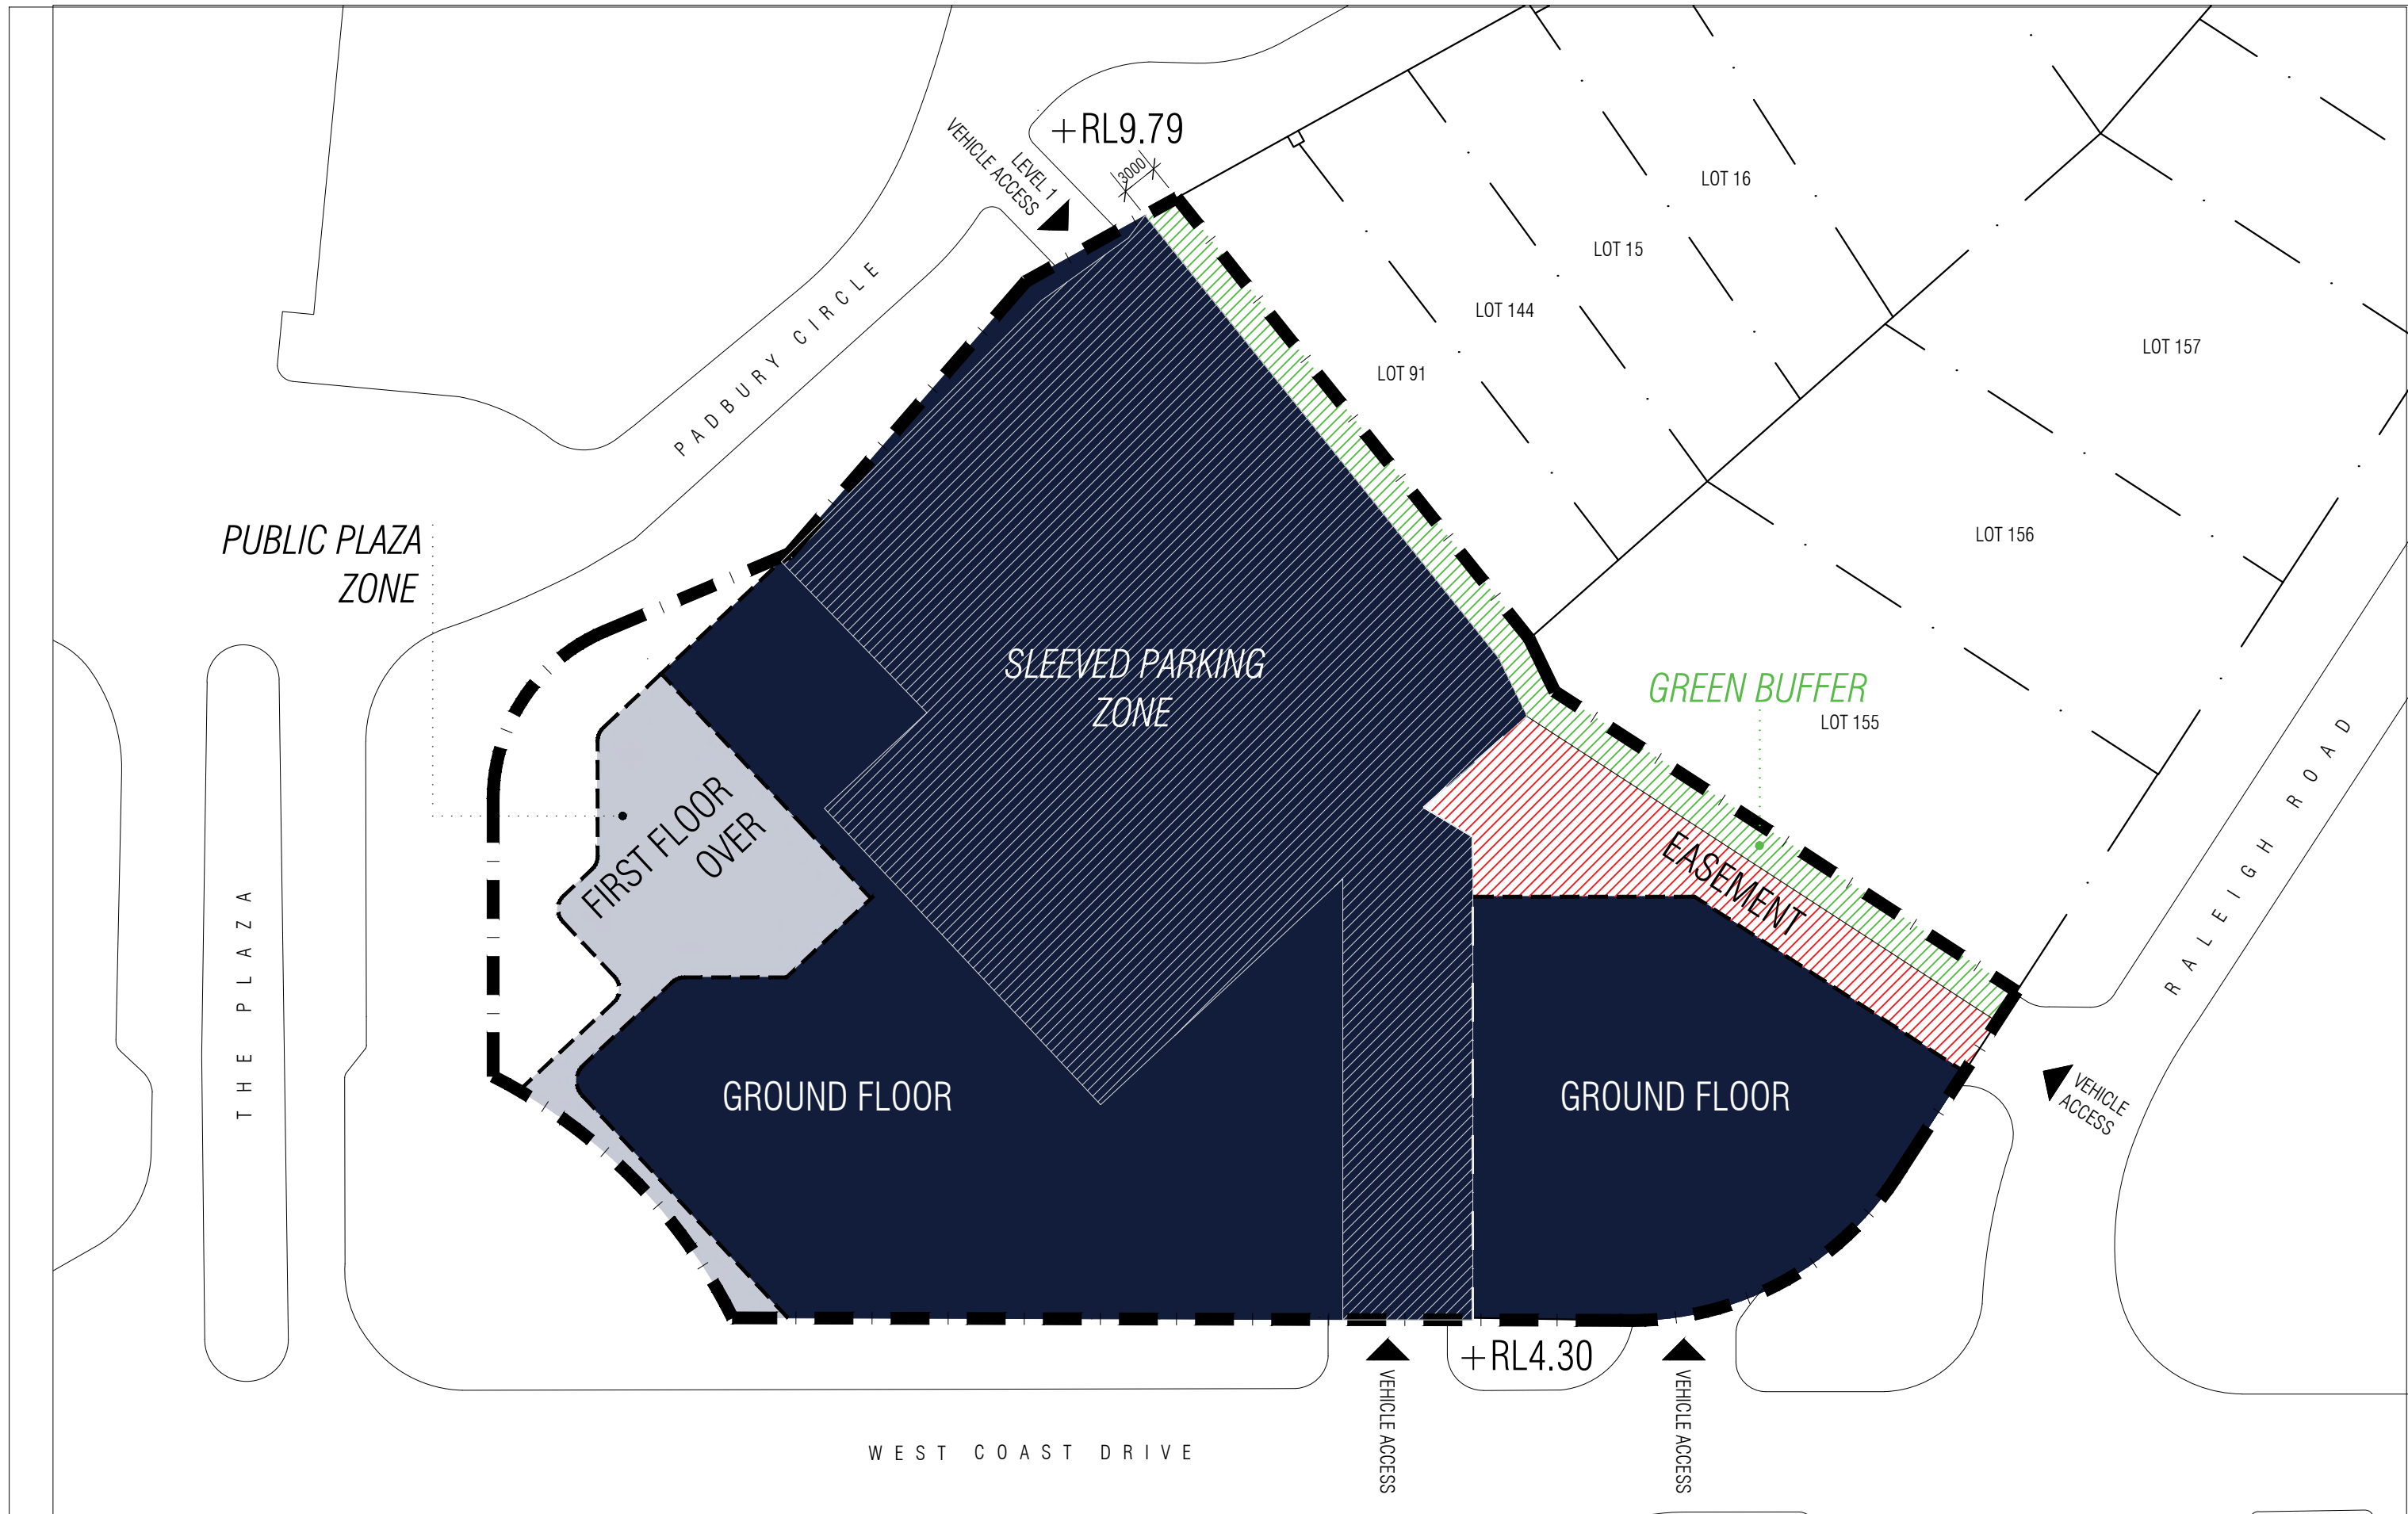 +RL9.79
3000
LEVEL 1
VEHICLE ACCESS
LOT 16
LOT 15
LOT 144
LOT 91
LOT 157
LOT 156
LOT 155
PADBURY CIRCLE
PUBLIC PLAZA
ZONE
SLEEVED PARKING
ZONE
GREEN BUFFER
EASEMENT
FIRST FLOOR
OVER
RALEIGH ROAD
THE PLAZA
GROUND FLOOR
GROUND FLOOR
VEHICLE
ACCESS
+RL4.30
VEHICLE ACCESS
VEHICLE ACCESS
WEST COAST DRIVE